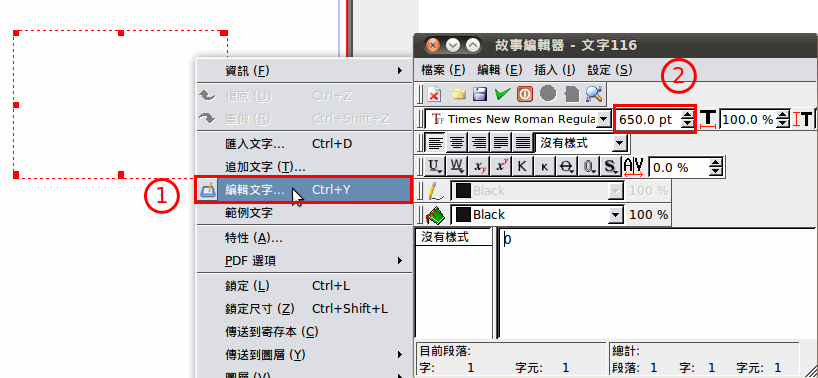 故事編輯器 - 文字116
檔案 (F) 編輯 (E) 插入 (I) 設定 (S)
2
Times New Roman Regula
650.0 pt
100.0 %
沒有樣式
U W x y x y K K O O S AV 0.0 %
Black 100 %
Black 100 %
沒有樣式
0
目前段落:
字: 1 字元: 1
總計:
段落: 1 字: 1 字元: 1
資訊 (F)
復原 (U) Ctrl+Z
重做 (R) Ctrl+Shift+Z
匯入文字... Ctrl+D
追加文字 (T)...
1
編輯文字... Ctrl+Y
範例文字
特性 (A)...
PDF 選項
鎖定 (L) Ctrl+L
鎖定尺寸 (Z) Ctrl+Shift+L
傳送到寄存本 (C)
傳送到圖層 (Y)
圖層 (V)